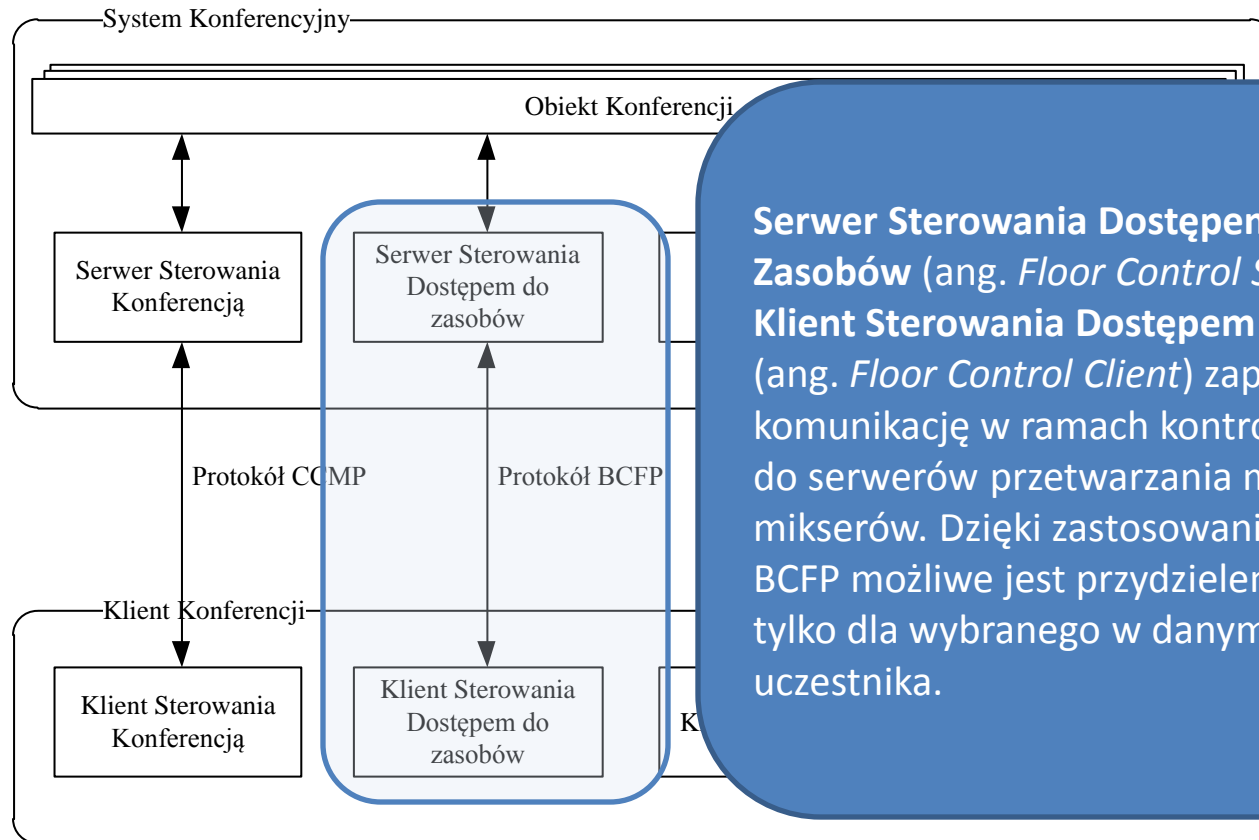 System Konferencyjny
Obiekt Konferencji
Serwer Sterowania
Konferencją
Serwer Sterowania
Dostępem do
zasobów
Protokół CCMP
Protokół BCFP
Klient Konferencji
Klient Sterowania
Konferencją
Klient Sterowania
Dostępem do
zasobów
K
Serwer Sterowania Dostępem
Zasobów (ang. Floor Control S
Klient Sterowania Dostępem
(ang. Floor Control Client) zap
komunikację w ramach kontro
do serwerów przetwarzania m
mikserów. Dzięki zastosowani
BCFP możliwe jest przydzielen
tylko dla wybranego w danym
uczestnika.